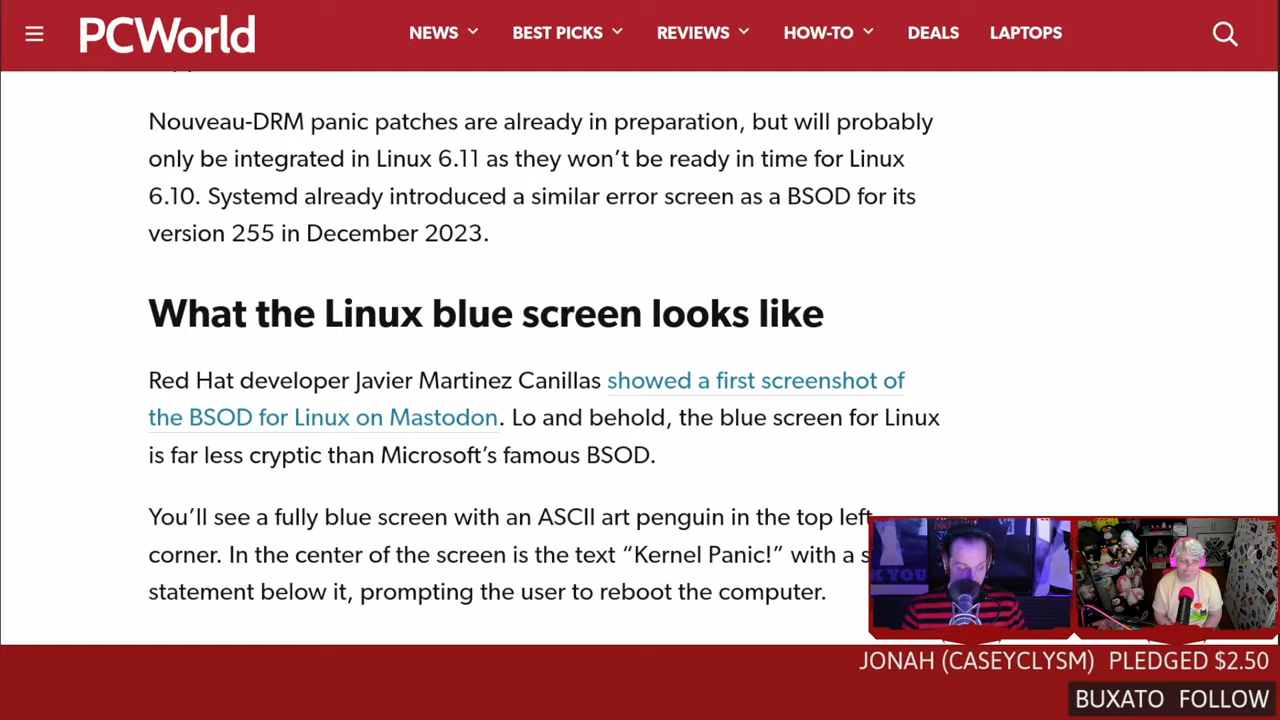 PCWorld
NEWS
BEST PICKS
REVIEWS
HOW-TO
DEALS
LAPTOPS
Nouveau-DRM panic patches are already in preparation, but will probably
only be integrated in Linux 6.11 as they won't be ready in time for Linux
6.10. Systemd already introduced a similar error screen as a BSOD for its
version 255 in December 2023.
What the Linux blue screen looks like
Red Hat developer Javier Martinez Canillas showed a first screenshot of
the BSOD for Linux on Mastodon. Lo and behold, the blue screen for Linux
is far less cryptic than Microsoft's famous BSOD.
You'll see a fully blue screen with an ASCII art penguin in the top left
corner. In the center of the screen is the text “Kernel Panic!” with a
statement below it, prompting the user to reboot the computer.
JONAH (CASEYCLYSM) PLEDGED $2.50
BUXATO FOLLOW